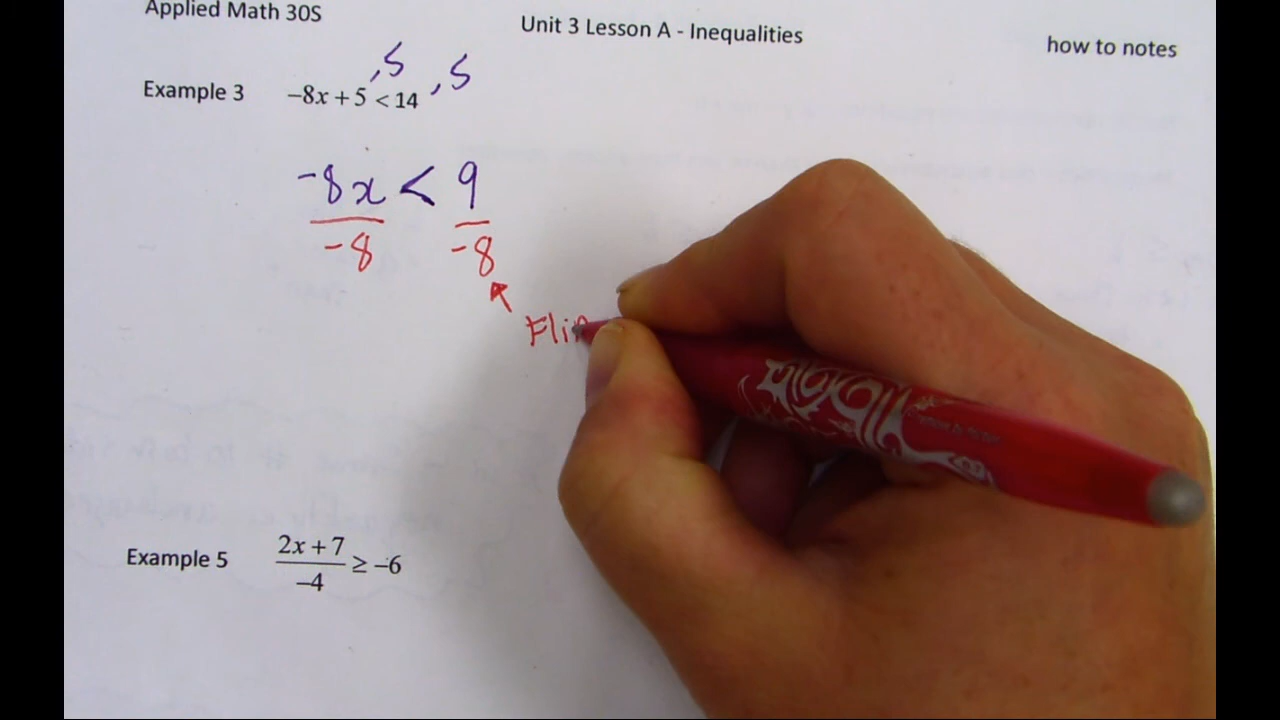 Applied Math 30S
Unit 3 Lesson A - Inequalities
how to notes
,5 ,5
Example 3 −8x + 5 < 14
-8x < 9
-8 -8
Flip
Example 5 2x + 7
≥ −6
−4